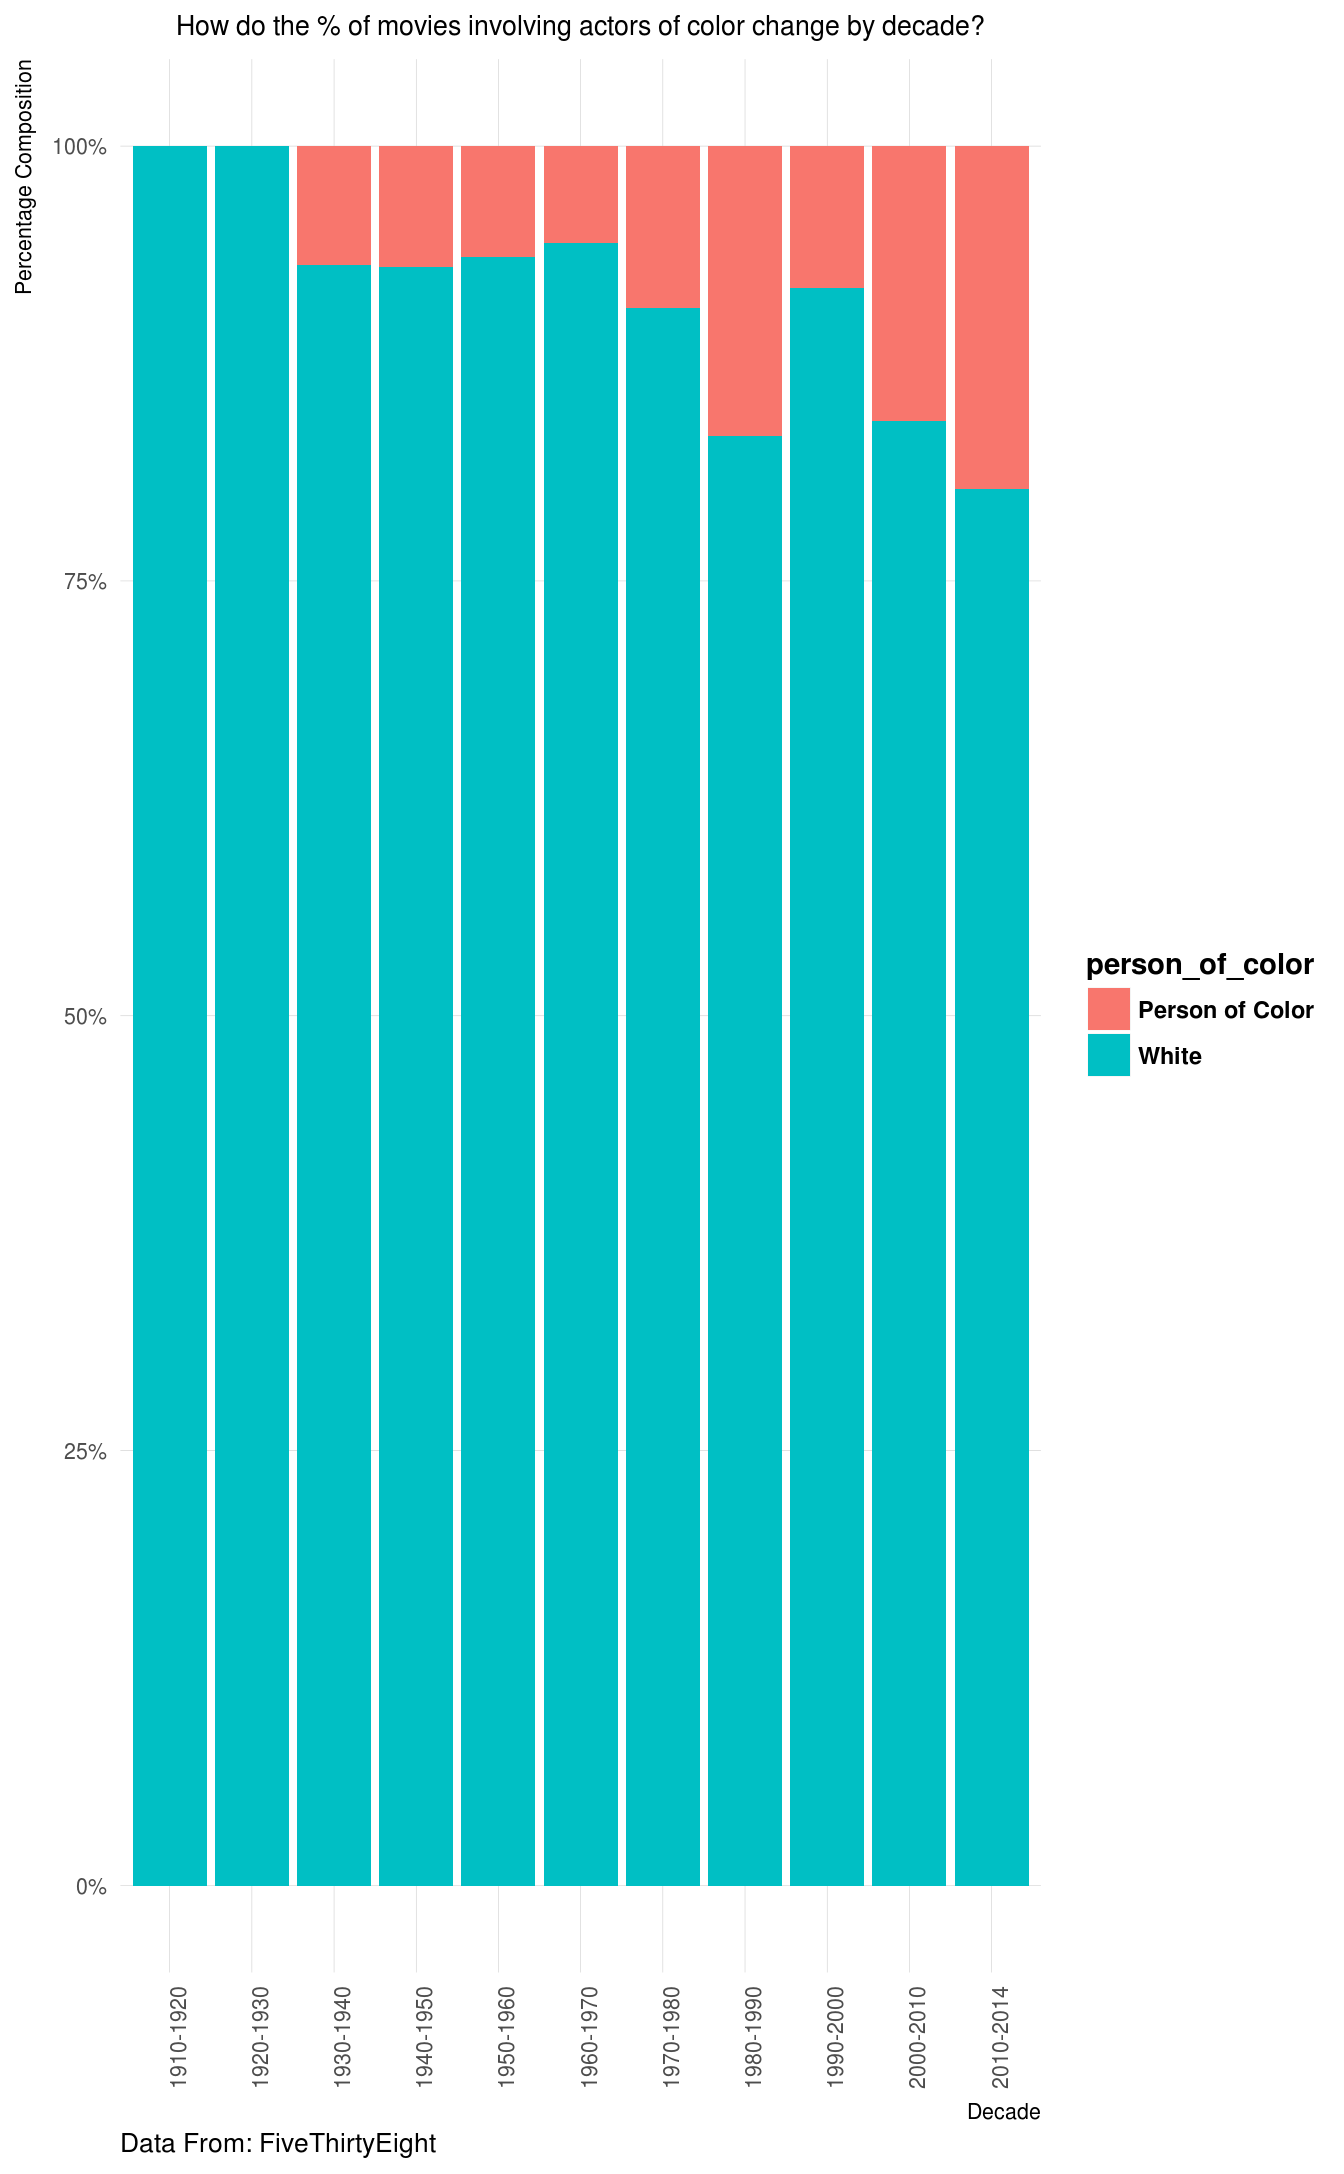 How do the % of movies involving actors of color change by decade?
Percentage Composition
100%
75%
50%
25%
0%
person_of_color
Person of Color
White
1910-1920
1920-1930
1930-1940
1940-1950
1950-1960
1960-1970
1970-1980
1980-1990
1990-2000
2000-2010
2010-2014
Decade
Data From: FiveThirtyEight